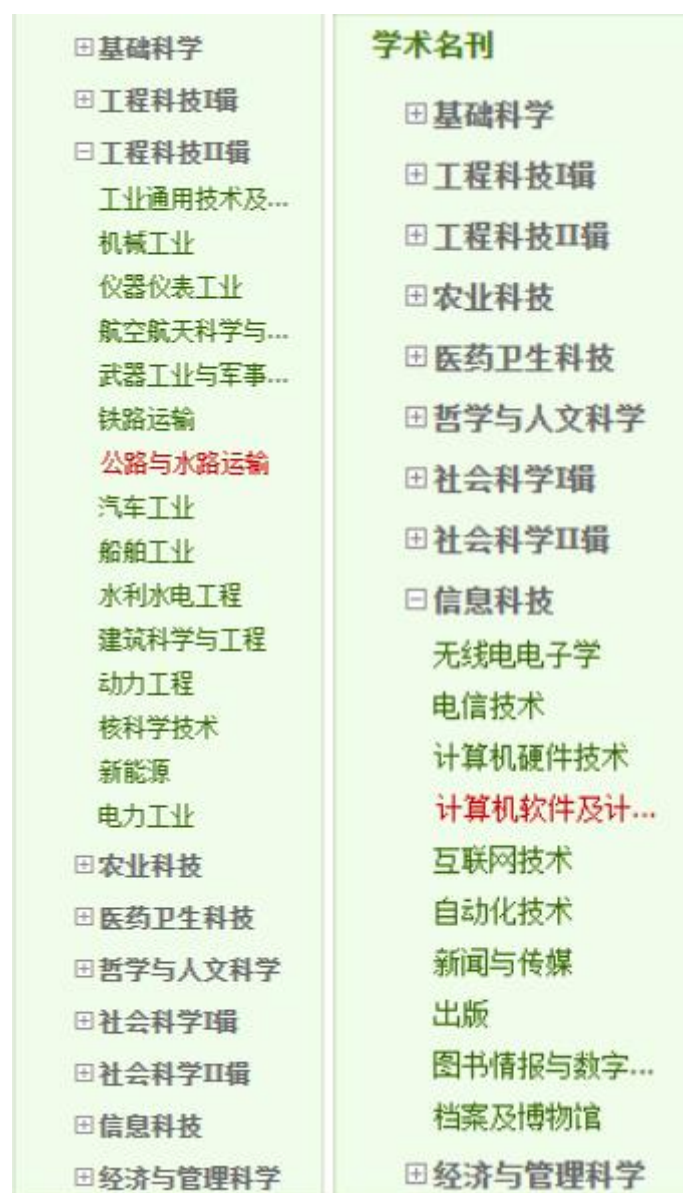 基础科学
工程科技I辑
工程科技II辑
工业通用技术及...
机械工业
仪器仪表工业
航空航天科学与...
武器工业与军事...
铁路运输
公路与水路运输
汽车工业
船舶工业
水利水电工程
建筑科学与工程
动力工程
核科学技术
新能源
电力工业
农业科技
医药卫生科技
哲学与人文科学
社会科学I辑
社会科学II辑
信息科技
经济与管理科学
学术名刊
基础科学
工程科技I辑
工程科技II辑
农业科技
医药卫生科技
哲学与人文科学
社会科学I辑
社会科学II辑
信息科技
无线电电子学
电信技术
计算机硬件技术
计算机软件及计...
互联网技术
自动化技术
新闻与传媒
出版
图书情报与数字...
档案及博物馆
经济与管理科学